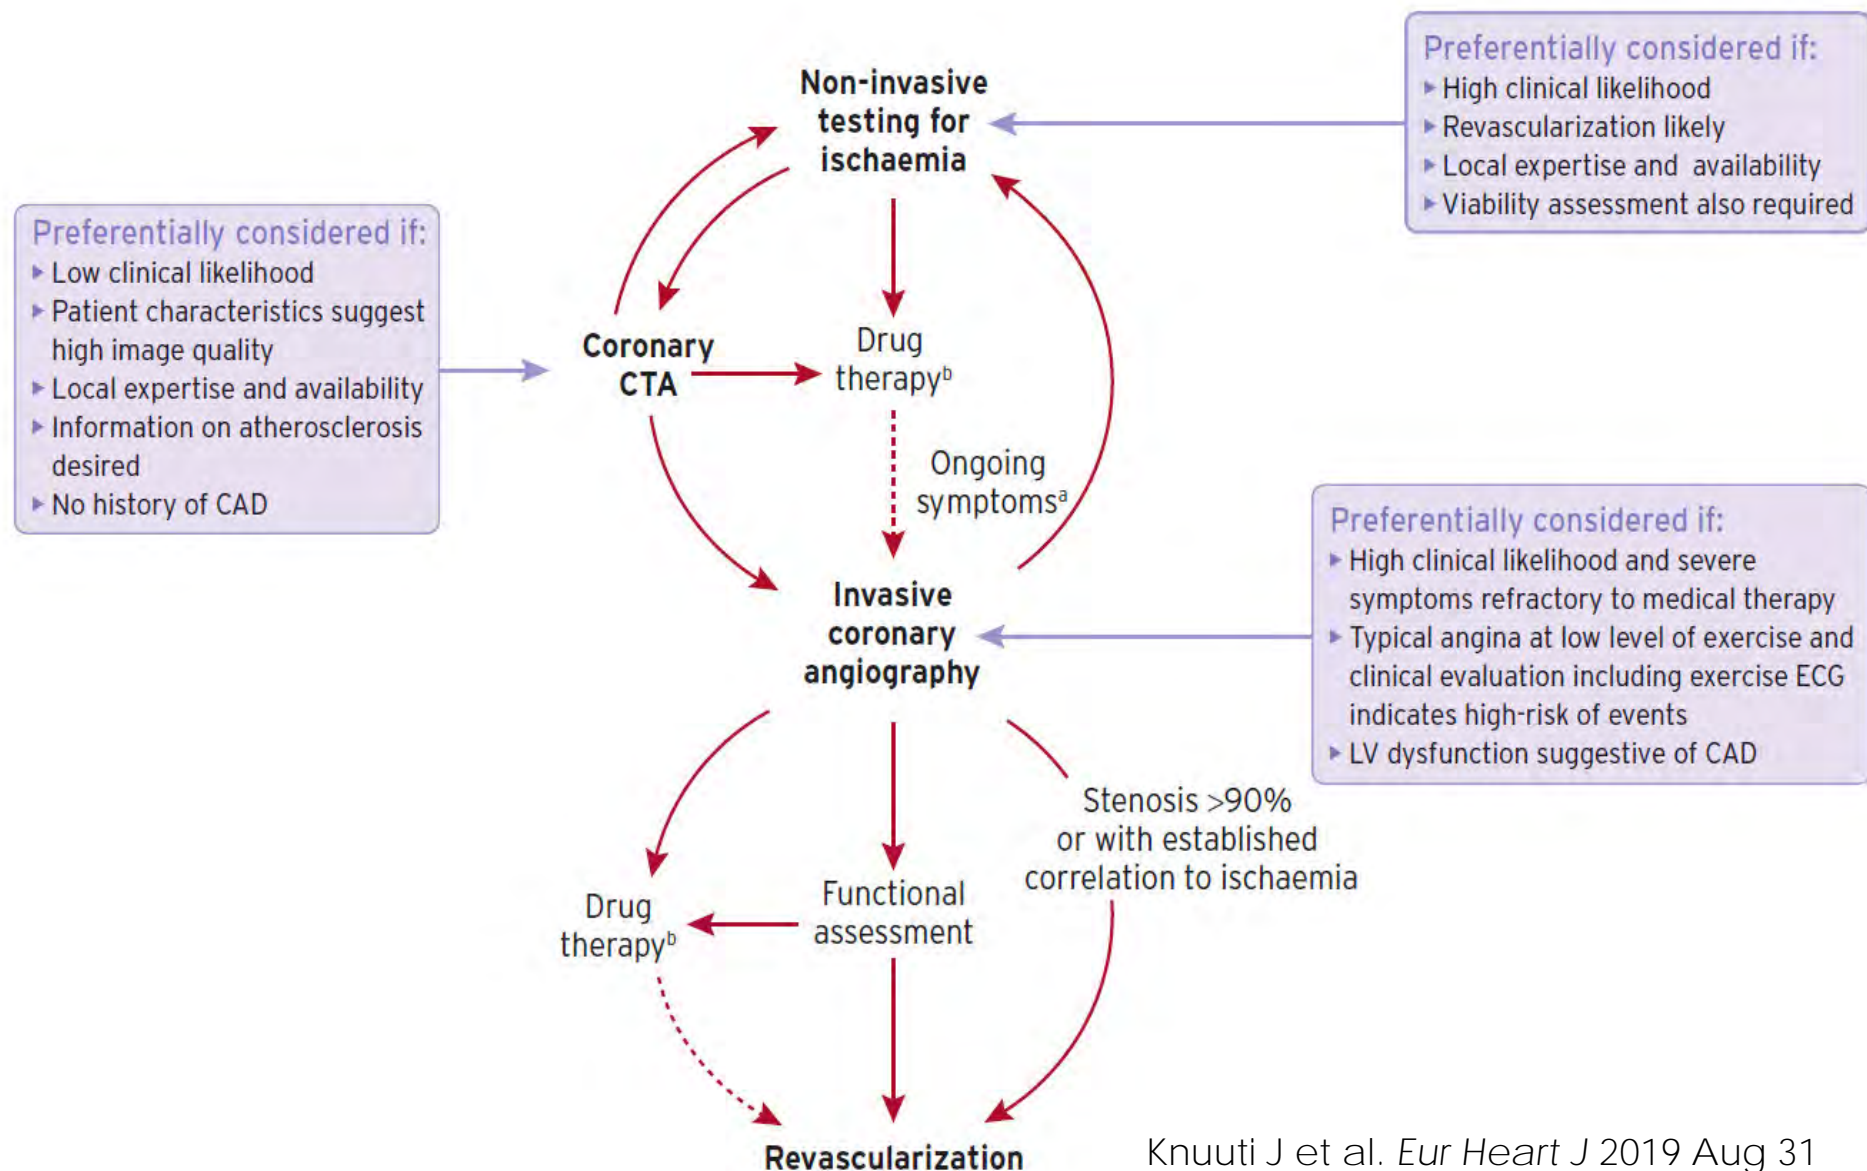 Non-invasive
testing for
ischaemia
Preferentially considered if:
▸ High clinical likelihood
▸ Revascularization likely
▸ Local expertise and availability
▸ Viability assessment also required
Preferentially considered if:
▸ Low clinical likelihood
▸ Patient characteristics suggest
high image quality
▸ Local expertise and availability
▸ Information on atherosclerosis
desired
▸ No history of CAD
Coronary
CTA
Drug
therapyᵇ
Ongoing
symptomsᵃ
Invasive
coronary
angiography
Preferentially considered if:
▸ High clinical likelihood and severe
symptoms refractory to medical therapy
▸ Typical angina at low level of exercise and
clinical evaluation including exercise ECG
indicates high-risk of events
▸ LV dysfunction suggestive of CAD
Stenosis >90%
or with established
correlation to ischaemia
Drug
therapyᵇ
Functional
assessment
Revascularization
Knuuti J et al. Eur Heart J 2019 Aug 31